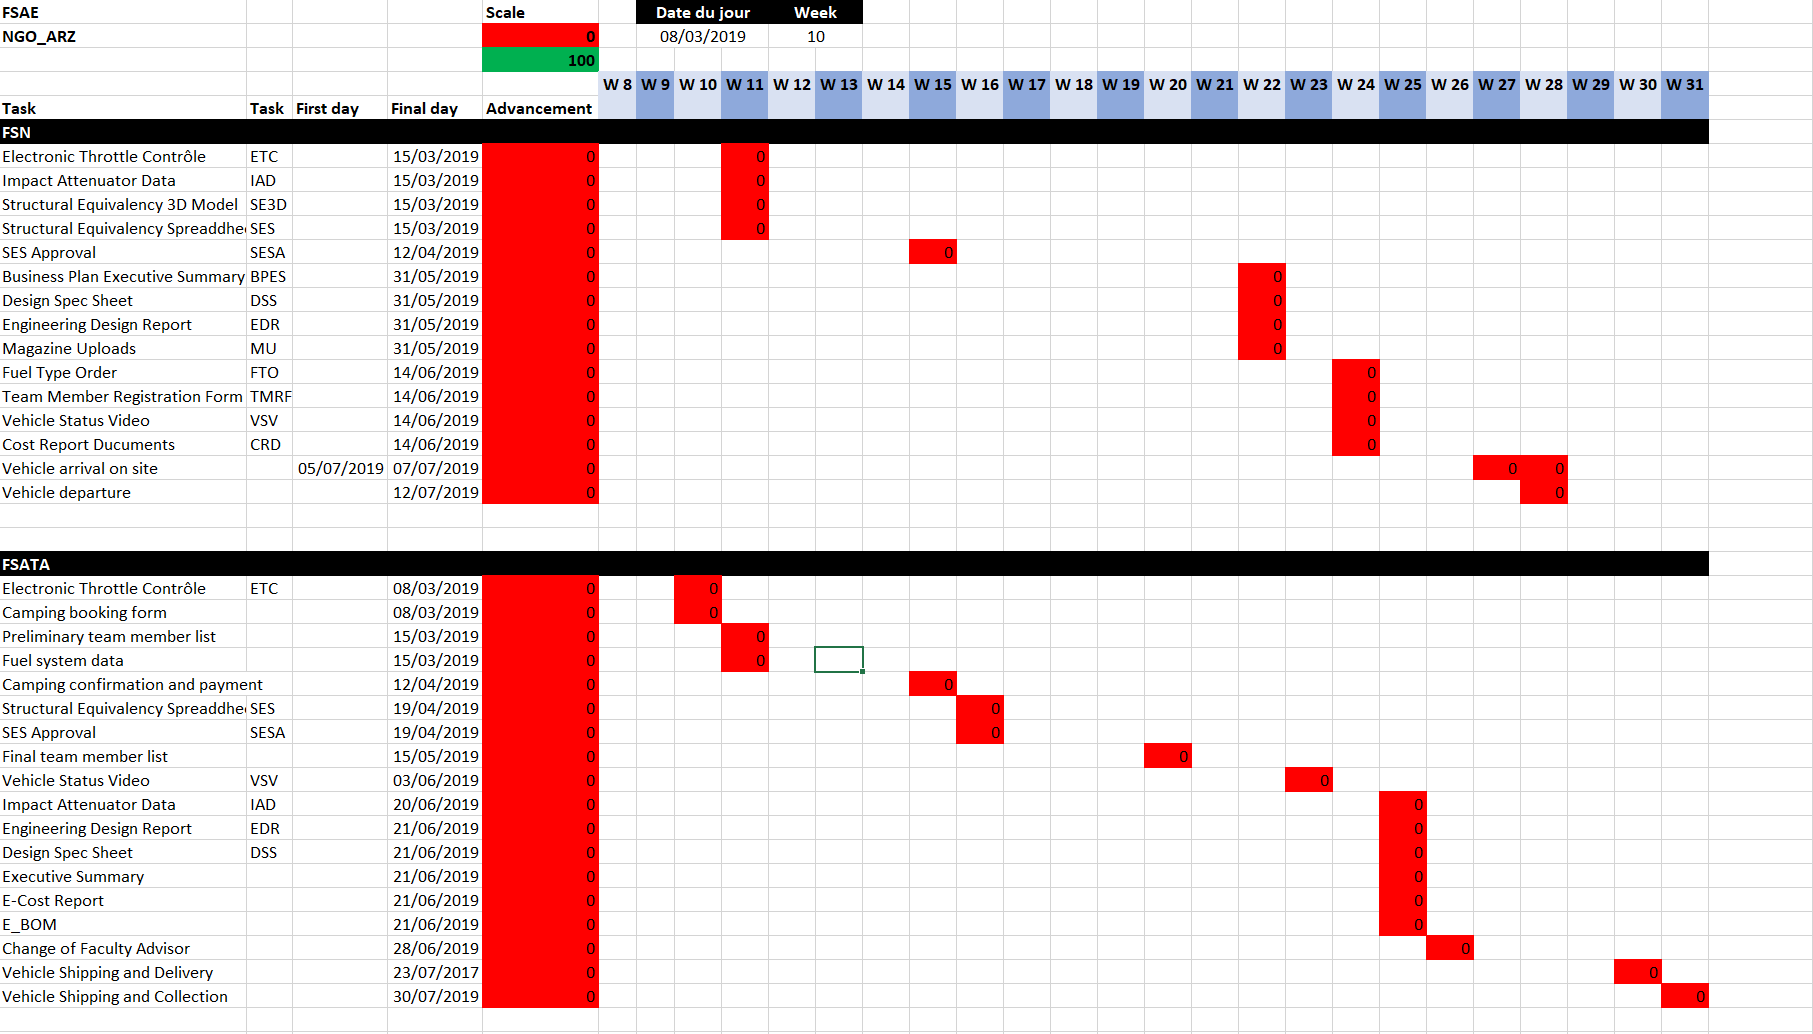 FSAE Scale Date du jour Week
NGO_ARZ 0 08/03/2019 10
100
W 8 W 9 W 10 W 11 W 12 W 13 W 14 W 15 W 16 W 17 W 18 W 19 W 20 W 21 W 22 W 23 W 24 W 25 W 26 W 27 W 28 W 29 W 30 W 31
Task Task First day Final day Advancement
FSN
Electronic Throttle Contrôle ETC 15/03/2019 0 0
Impact Attenuator Data IAD 15/03/2019 0 0
Structural Equivalency 3D Model SE3D 15/03/2019 0 0
Structural Equivalency Spreaddhe SES 15/03/2019 0 0
SES Approval SESA 12/04/2019 0 0
Business Plan Executive Summary BPES 31/05/2019 0 0
Design Spec Sheet DSS 31/05/2019 0 0
Engineering Design Report EDR 31/05/2019 0 0
Magazine Uploads MU 31/05/2019 0 0
Fuel Type Order FTO 14/06/2019 0 0
Team Member Registration Form TMRF 14/06/2019 0 0
Vehicle Status Video VSV 14/06/2019 0 0
Cost Report Ducuments CRD 14/06/2019 0 0
Vehicle arrival on site 05/07/2019 07/07/2019 0 0 0
Vehicle departure 12/07/2019 0 0
FSATA
Electronic Throttle Contrôle ETC 08/03/2019 0 0
Camping booking form 08/03/2019 0 0
Preliminary team member list 15/03/2019 0 0
Fuel system data 15/03/2019 0 0
Camping confirmation and payment 12/04/2019 0 0
Structural Equivalency Spreaddhe SES 19/04/2019 0 0
SES Approval SESA 19/04/2019 0 0
Final team member list 15/05/2019 0 0
Vehicle Status Video VSV 03/06/2019 0 0
Impact Attenuator Data IAD 20/06/2019 0 0
Engineering Design Report EDR 21/06/2019 0 0
Design Spec Sheet DSS 21/06/2019 0 0
Executive Summary 21/06/2019 0 0
E-Cost Report 21/06/2019 0 0
E_BOM 21/06/2019 0 0
Change of Faculty Advisor 28/06/2019 0 0
Vehicle Shipping and Delivery 23/07/2017 0 0
Vehicle Shipping and Collection 30/07/2019 0 0